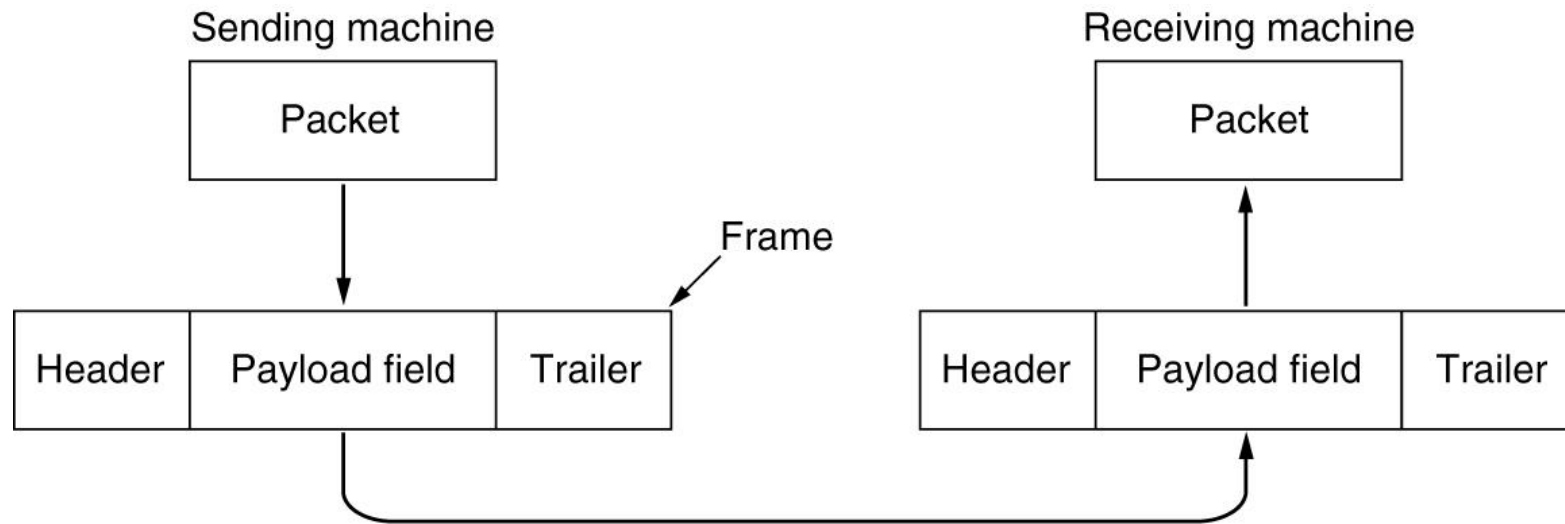 Sending machine
Receiving machine
Packet
Packet
Frame
Header
Payload field
Trailer
Header
Payload field
Trailer